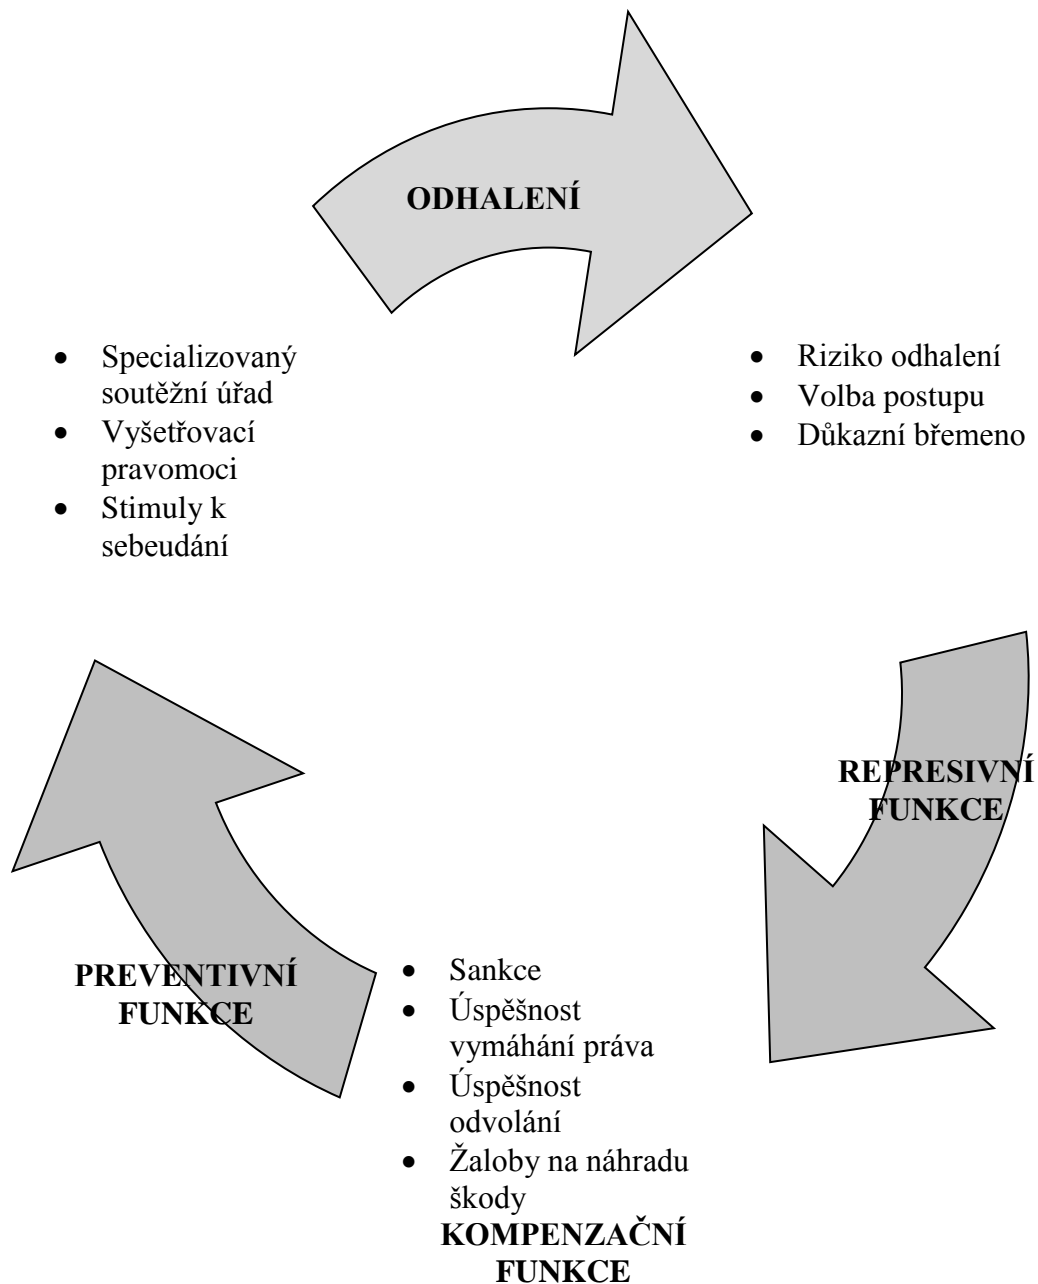 ODHALENÍ
• Specializovaný
soutěžní úřad
• Vyšetřovací
pravomoci
• Stimuly k
sebeudání
• Riziko odhalení
• Volba postupu
• Důkazní břemeno
REPRESIVNÍ
FUNKCE
PREVENTIVNÍ
FUNKCE
• Sankce
• Úspěšnost
vymáhání práva
• Úspěšnost
odvolání
• Žaloby na náhradu
škody
KOMPENZAČNÍ
FUNKCE